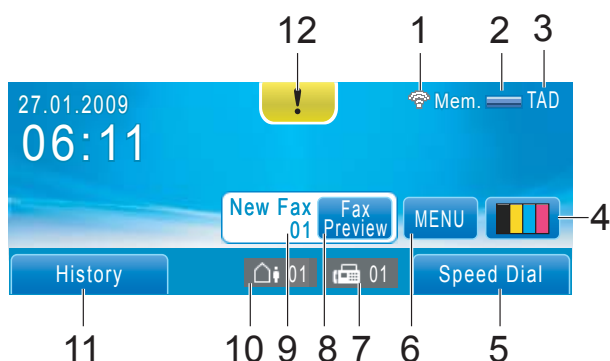 12 1 2 3
27.01.2009 ! Mem. TAD
06:11
New Fax Fax
01 Preview MENU 4
History 01 01 Speed Dial
11 10 9 8 7 6 5